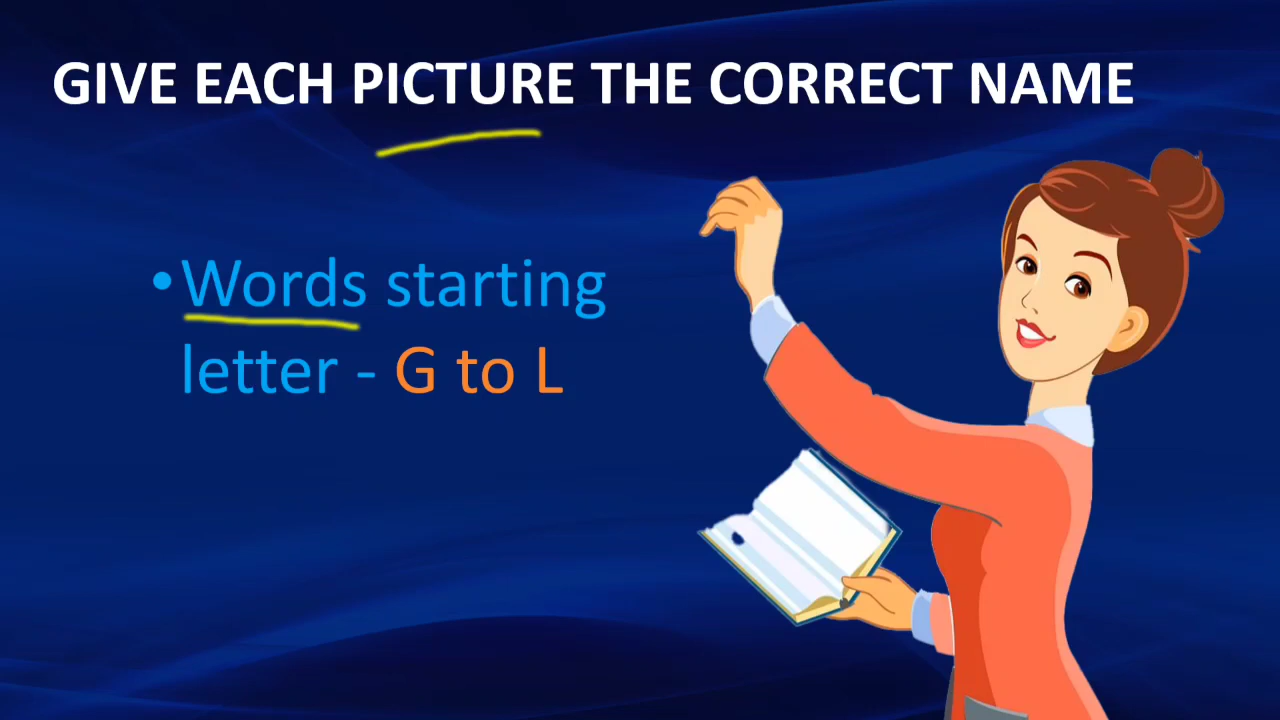 GIVE EACH PICTURE THE CORRECT NAME
•Words starting
letter - G to L